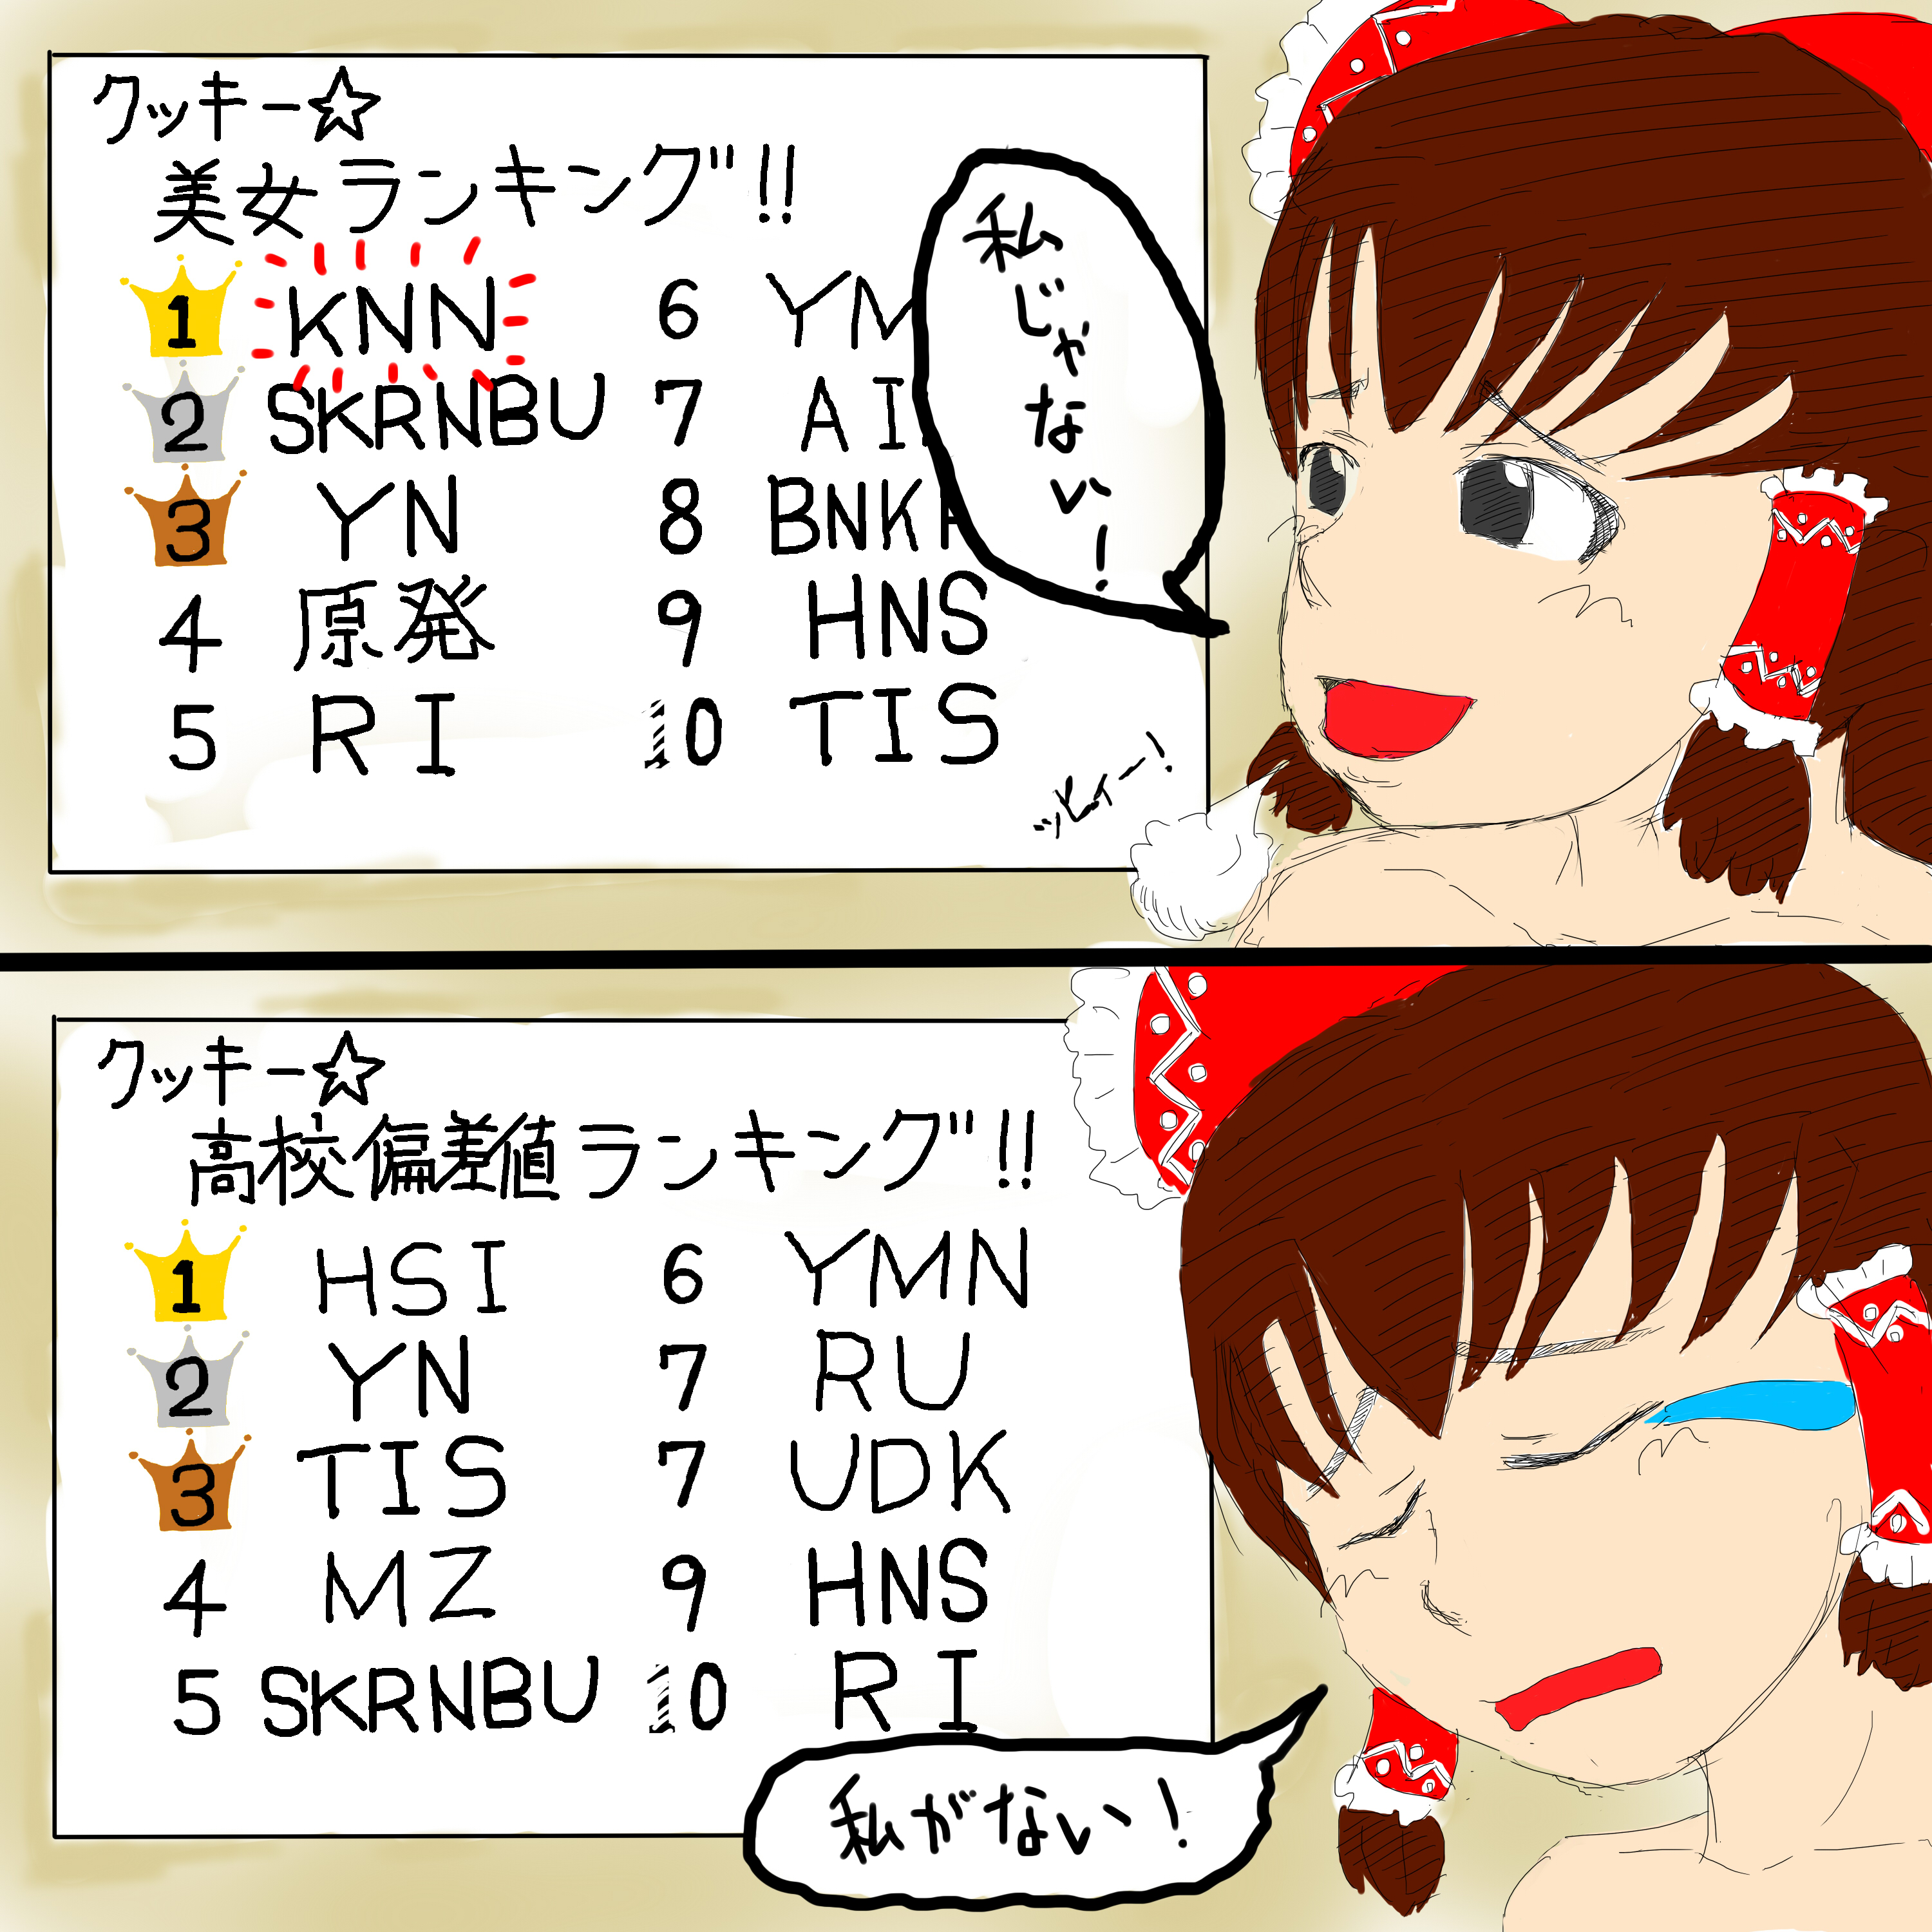 クッキー☆
美女ランキング!!
1 KNN
2 SKRNBU
3 YN
4 原発
5 RI
6 YM
7 AI
8 BNKR
9 HNS
10 TIS
私じゃない!
ッピィー!
クッキー☆
高校偏差値ランキング!!
1 HSI
2 YN
3 TIS
4 MZ
5 SKRNBU
6 YMN
7 RU
7 UDK
9 HNS
10 RI
私がない!